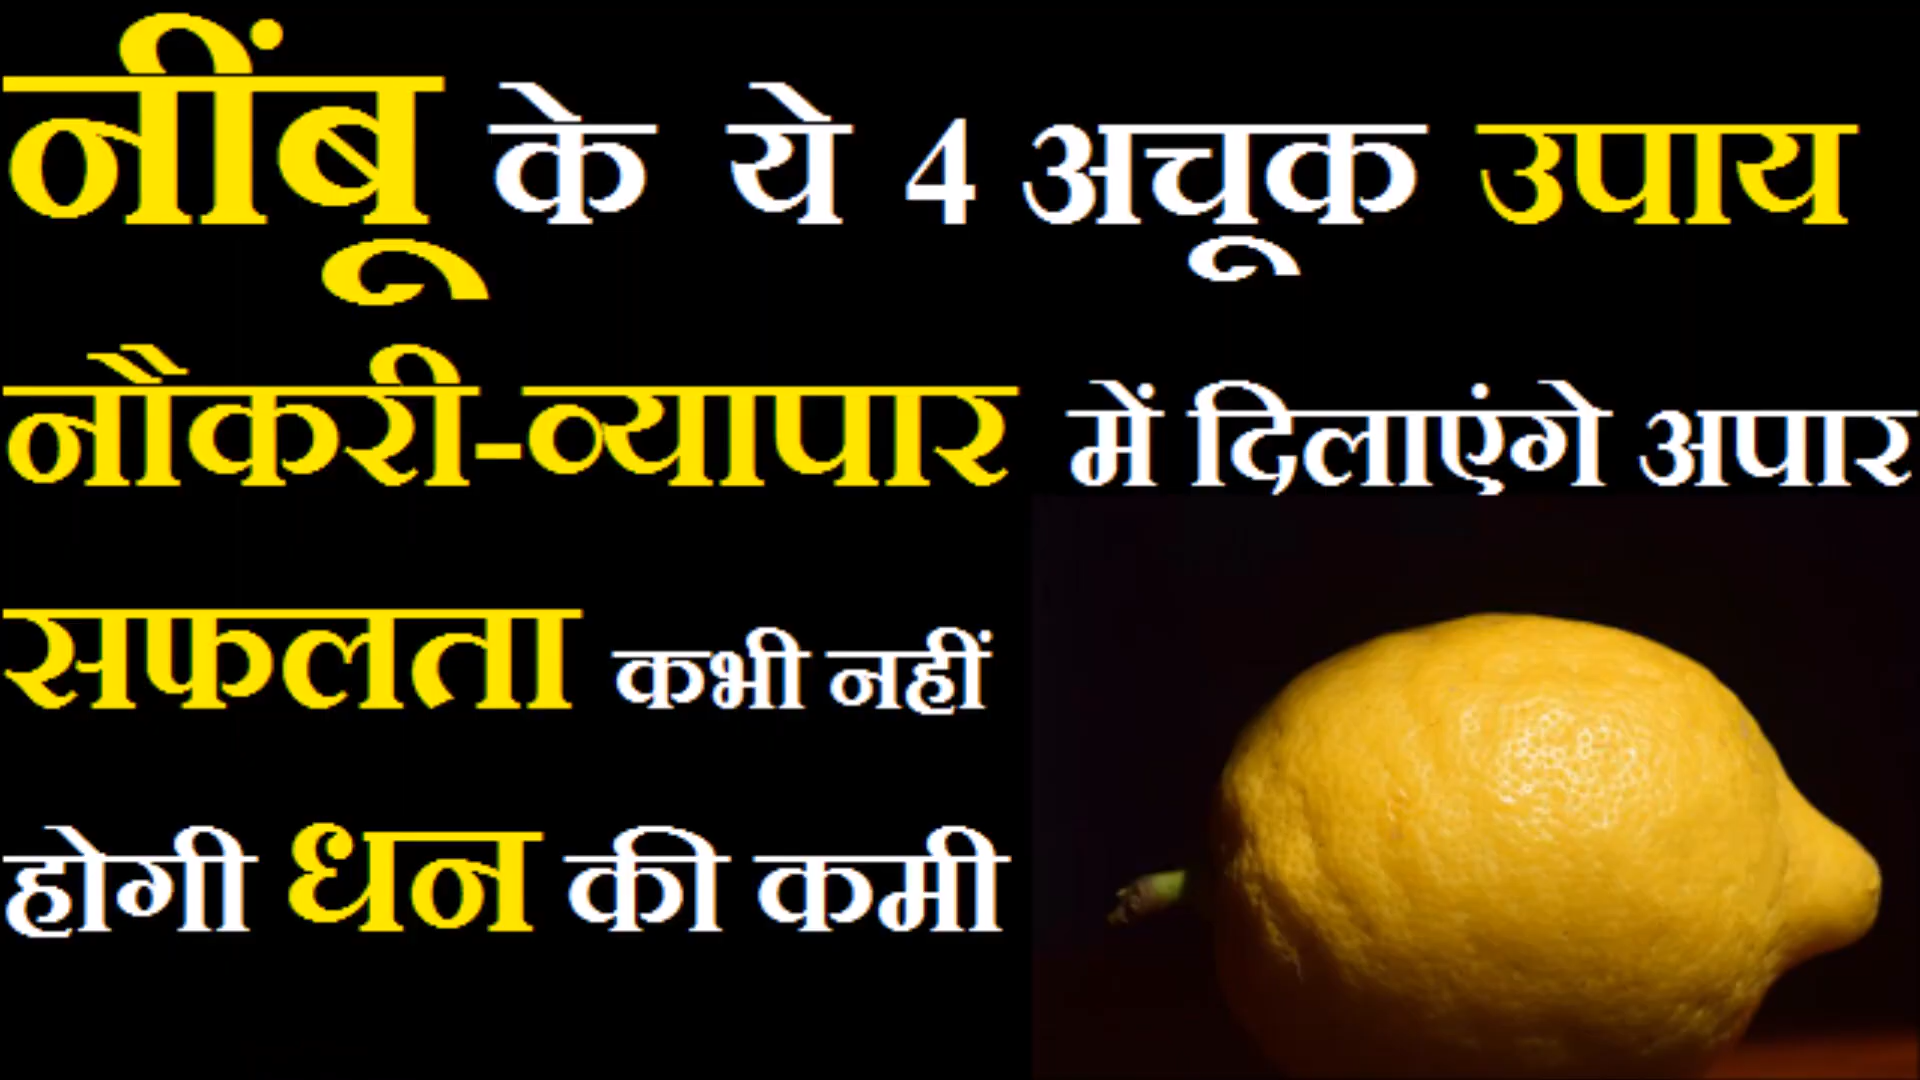 नींबू के ये 4 अचूक उपाय
नौकरी-व्यापार में दिलाएंगे अपार
सफलता कभी नहीं
होगी धन की कमी